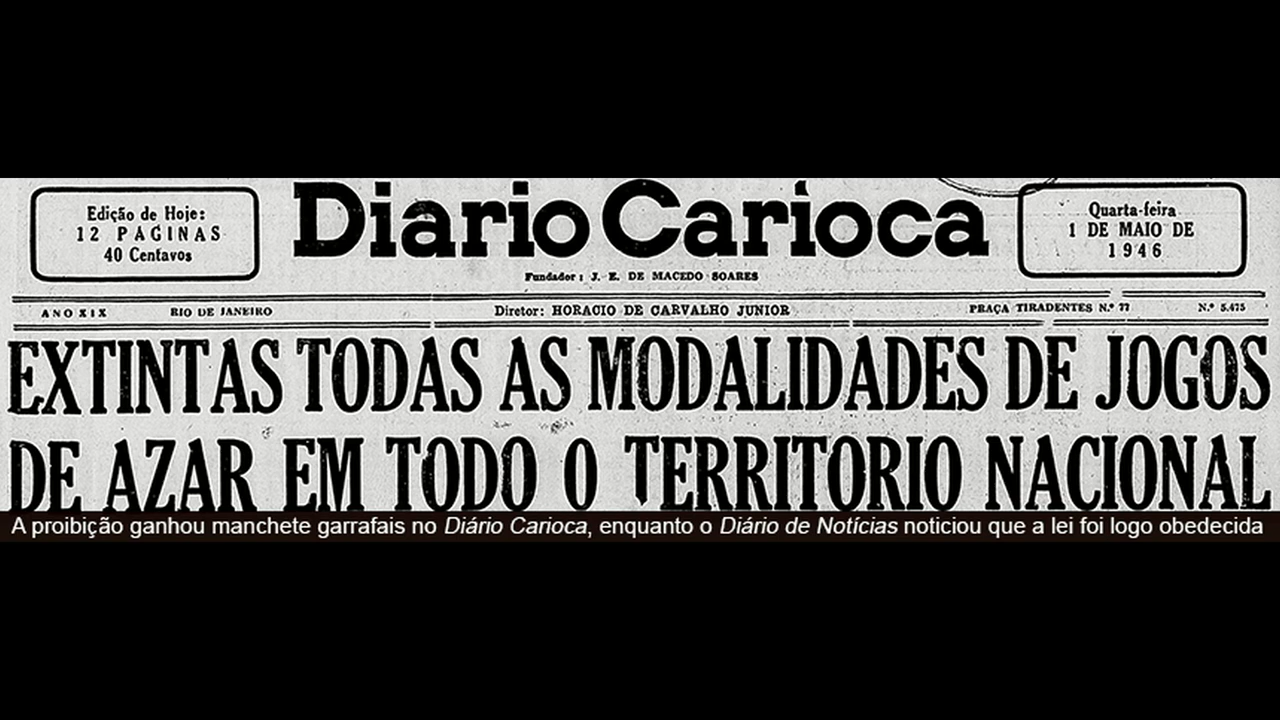 Edição de Hoje:
12 PAGINAS
40 Centavos
Diario Carioca
Fundador: J. E. DE MACEDO SOARES
Quarta-feira
1 DE MAIO DE
1946
ANO XIX RIO DE JANEIRO Diretor: HORACIO DE CARVALHO JUNIOR PRAÇA TIRADENTES N.º 77 N.º 5.475
EXTINTAS TODAS AS MODALIDADES DE JOGOS
DE AZAR EM TODO O TERRITORIO NACIONAL
A proibição ganhou manchete garrafais no Diário Carioca, enquanto o Diário de Notícias noticiou que a lei foi logo obedecida